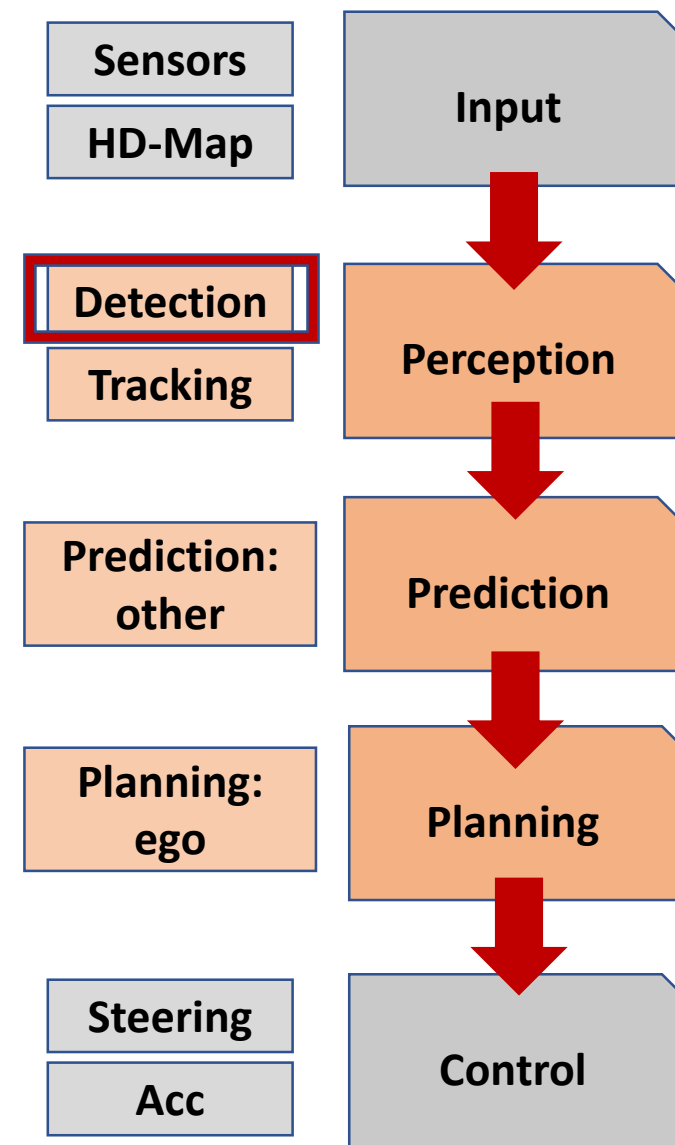 Sensors
HD-Map
Input
Detection
Tracking
Perception
Prediction:
other
Prediction
Planning:
ego
Planning
Steering
Acc
Control